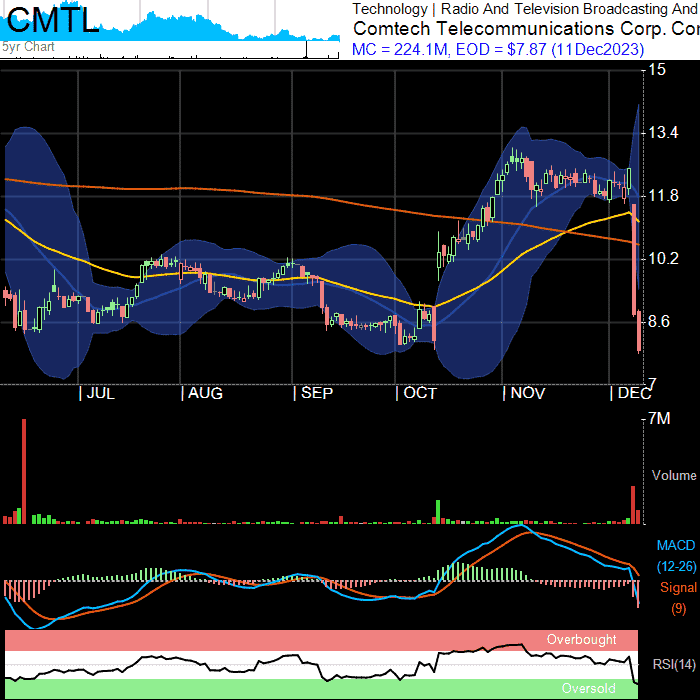 CMTL
5yr Chart
Technology | Radio And Television Broadcasting And
Comtech Telecommunications Corp. Cor
MC = 224.1M, EOD = $7.87 (11Dec2023)
15
13.4
11.8
10.2
8.6
7
| JUL | AUG | SEP | OCT | NOV | DEC
7M
Volume
MACD
(12-26)
Signal
(9)
Overbought
RSI(14)
Oversold